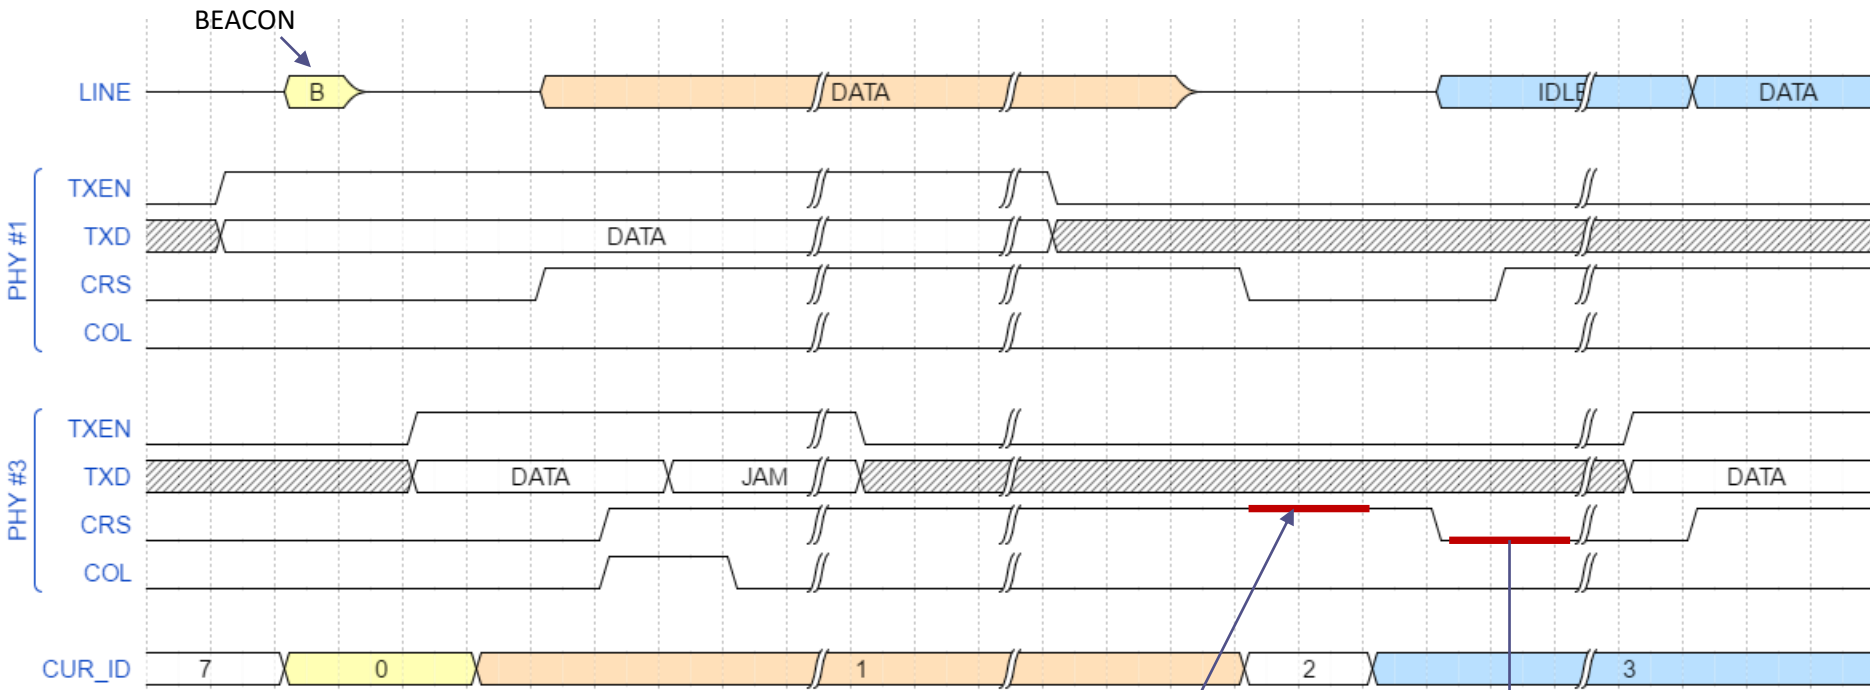 BEACON
LINE B DATA IDLE DATA
PHY #1
TXEN
TXD DATA
CRS
COL
PHY #3
TXEN
TXD DATA JAM DATA
CRS
COL
CUR_ID 7 0 1 2 3